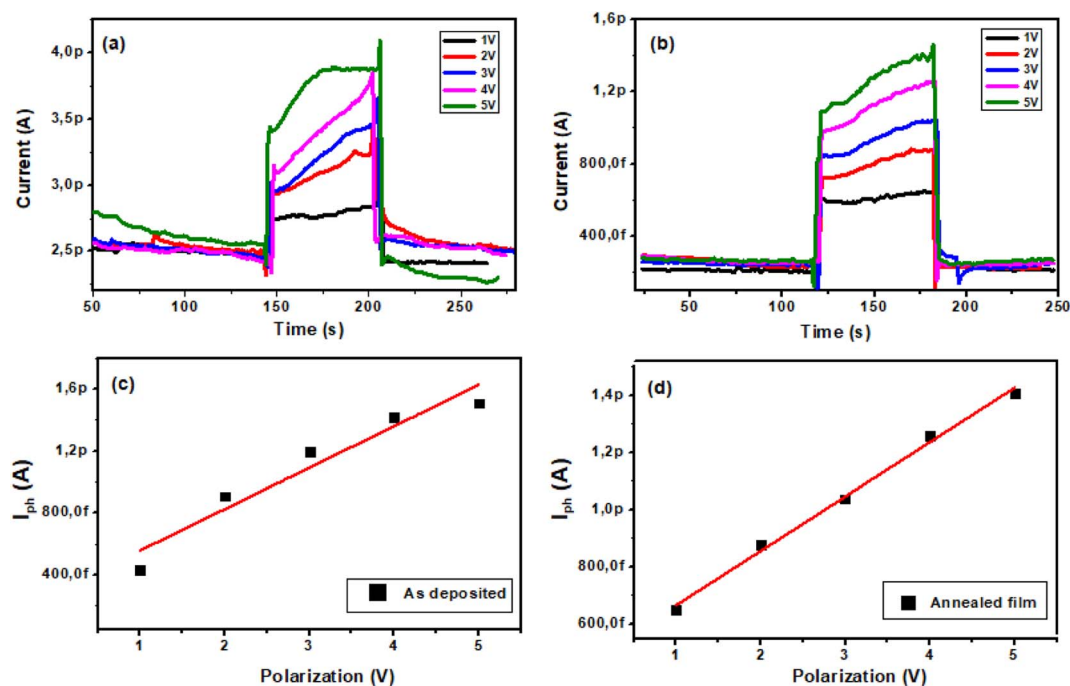 (a)
1V
2V
3V
4V
5V
4,0p
3,5p
3,0p
2,5p
Current (A)
50
100
150
200
250
Time (s)
(b)
1V
2V
3V
4V
5V
1,6p
1,2p
800,0f
400,0f
Current (A)
50
100
150
200
250
Time (s)
(c)
1,6p
1,2p
800,0f
400,0f
Iph (A)
As deposited
1
2
3
4
5
Polarization (V)
(d)
1,4p
1,2p
1,0p
800,0f
600,0f
Iph (A)
Annealed film
1
2
3
4
5
Polarization (V)